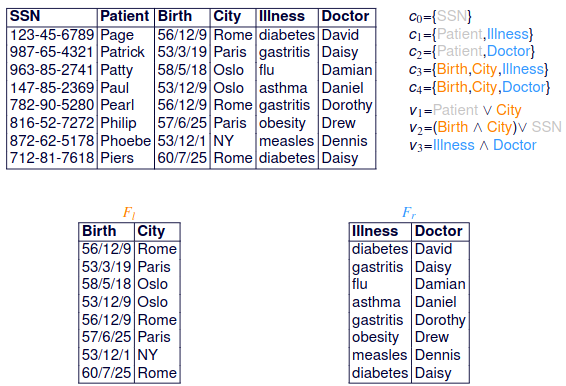 SSN Patient Birth City Illness Doctor
123-45-6789 Page 56/12/9 Rome diabetes David
987-65-4321 Patrick 53/3/19 Paris gastritis Daisy
963-85-2741 Patty 58/5/18 Oslo flu Damian
147-85-2369 Paul 53/12/9 Oslo asthma Daniel
782-90-5280 Pearl 56/12/9 Rome gastritis Dorothy
816-52-7272 Philip 57/6/25 Paris obesity Drew
872-62-5178 Phoebe 53/12/1 NY measles Dennis
712-81-7618 Piers 60/7/25 Rome diabetes Daisy
c₀={SSN}
c₁={Patient,Illness}
c₂={Patient,Doctor}
c₃={Birth,City,Illness}
c₄={Birth,City,Doctor}
v₁=Patient ∨ City
v₂=(Birth ∧ City)∨ SSN
v₃=Illness ∧ Doctor
Fₗ
Birth City
56/12/9 Rome
53/3/19 Paris
58/5/18 Oslo
53/12/9 Oslo
56/12/9 Rome
57/6/25 Paris
53/12/1 NY
60/7/25 Rome
Fᵣ
Illness Doctor
diabetes David
gastritis Daisy
flu Damian
asthma Daniel
gastritis Dorothy
obesity Drew
measles Dennis
diabetes Daisy